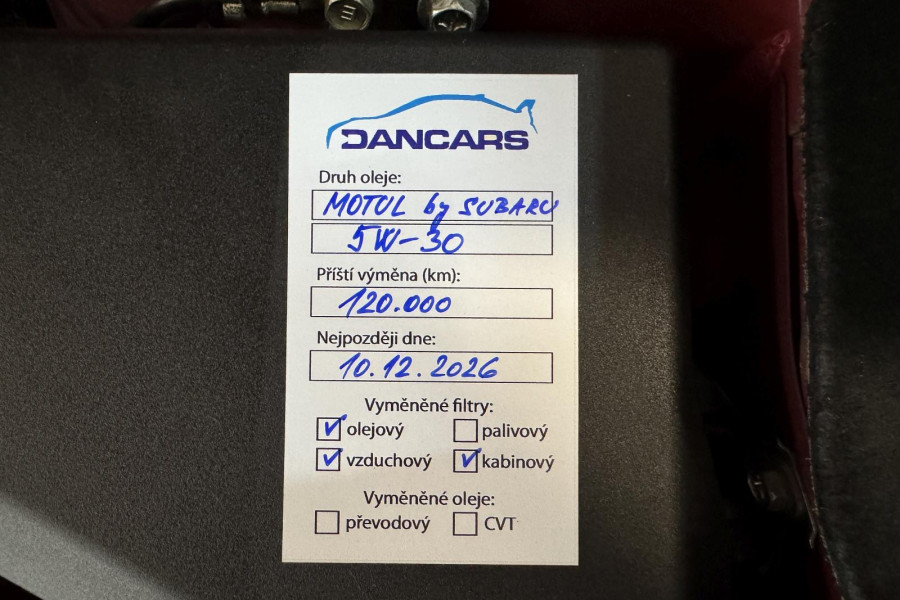 DANCARS
Druh oleje:
MOTUL by SUBARU
5W-30
Příští výměna (km):
120.000
Nejpozději dne:
10.12.2026
Vyměněné filtry:
olejový palivový
vzduchový kabinový
Vyměněné oleje:
převodový CVT